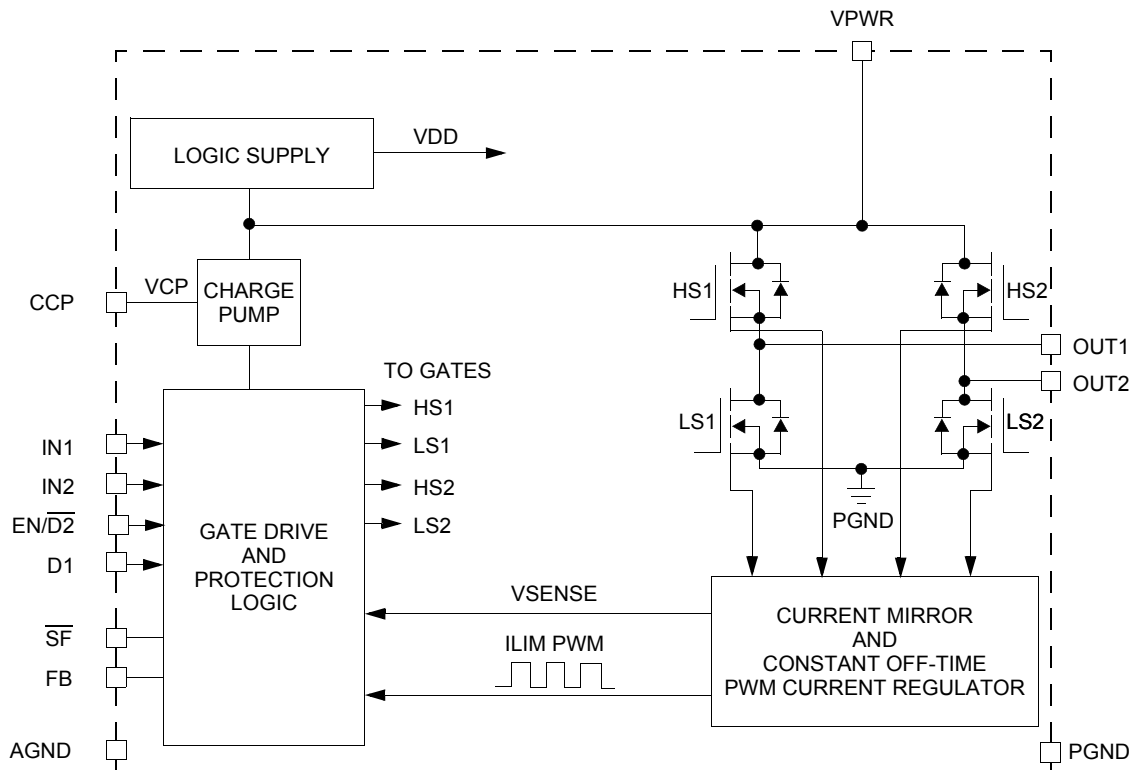 VPWR
LOGIC SUPPLY
VDD
CCP
VCP
CHARGE
PUMP
HS1
HS2
OUT1
OUT2
TO GATES
HS1
LS1
HS2
LS2
LS1
LS2
IN1
IN2
EN/D2
D1
SF
FB
AGND
GATE DRIVE
AND
PROTECTION
LOGIC
PGND
VSENSE
ILIM PWM
CURRENT MIRROR
AND
CONSTANT OFF-TIME
PWM CURRENT REGULATOR
PGND